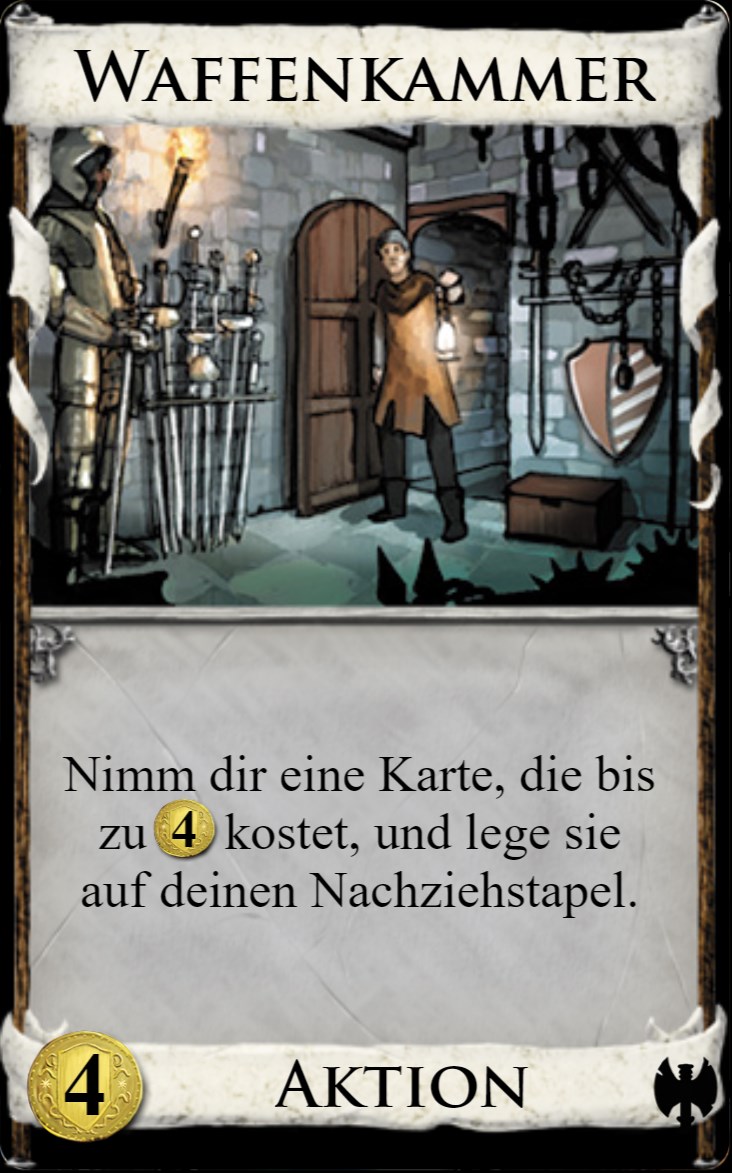 WAFFENKAMMER
Nimm dir eine Karte, die bis
zu 4 kostet, und lege sie
auf deinen Nachziehstapel.
4 AKTION